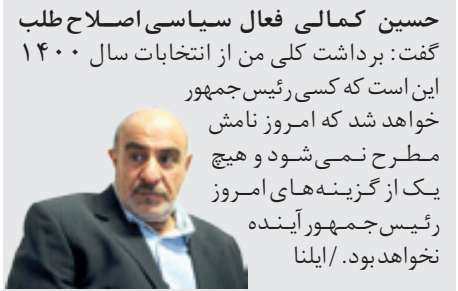 حسین کمالی فعال سیاسی اصلاح طلب
گفت: برداشت کلی من از انتخابات سال ۱۴۰۰
این است که کسی رئیس‌جمهور
خواهد شد که امروز نامش
مطرح نمی‌شود و هیچ
یک از گزینه‌های امروز
رئیس‌جمهور آینده
نخواهد بود. /ایلنا